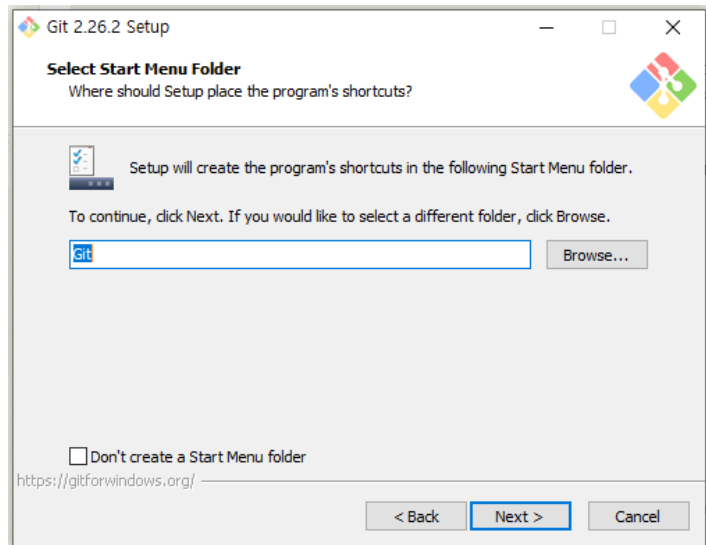 Git 2.26.2 Setup
Select Start Menu Folder
Where should Setup place the program's shortcuts?
Setup will create the program's shortcuts in the following Start Menu folder.
To continue, click Next. If you would like to select a different folder, click Browse.
Git
Browse...
Don't create a Start Menu folder
https://gitforwindows.org/
< Back
Next >
Cancel